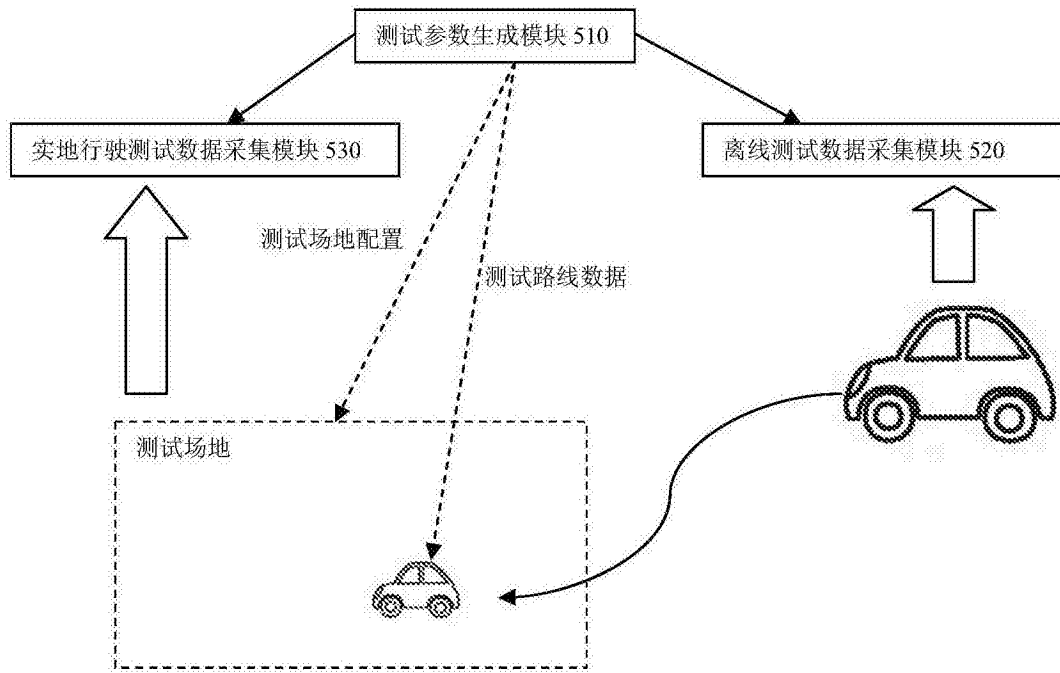 测试参数生成模块 510
实地行驶测试数据采集模块 530
离线测试数据采集模块 520
测试场地配置
测试路线数据
测试场地